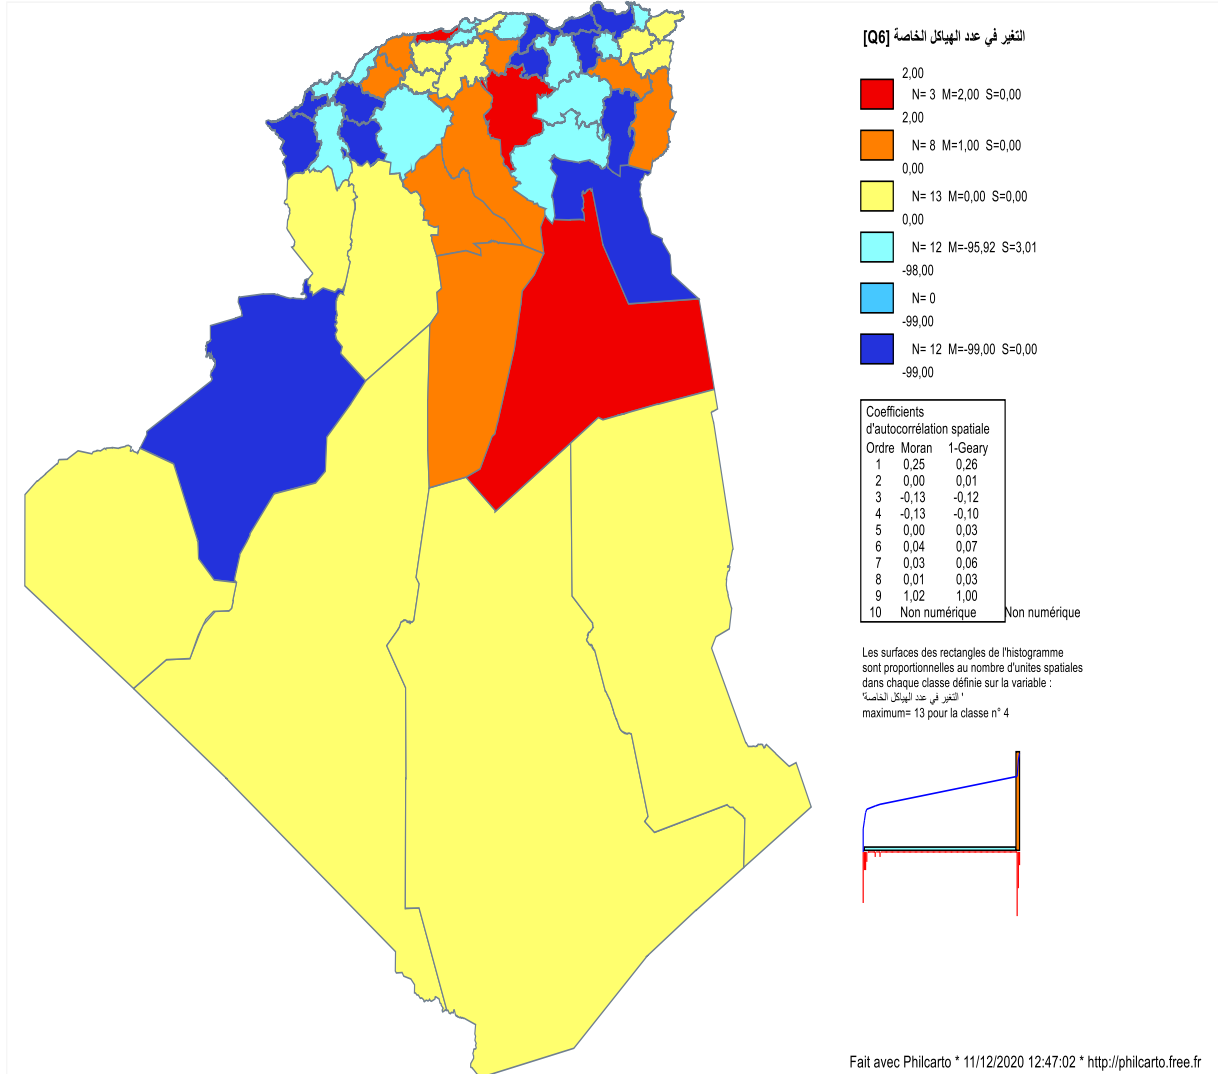 [Q6] التغير في عدد الهياكل الخاصة
2,00
N= 3 M=2,00 S=0,00
2,00
N= 8 M=1,00 S=0,00
0,00
N= 13 M=0,00 S=0,00
0,00
N= 12 M=-95,92 S=3,01
-98,00
N= 0
-99,00
N= 12 M=-99,00 S=0,00
-99,00
Coefficients
d'autocorrélation spatiale
Ordre Moran 1-Geary
1 0,25 0,26
2 0,00 0,01
3 -0,13 -0,12
4 -0,13 -0,10
5 0,00 0,03
6 0,04 0,07
7 0,03 0,06
8 0,01 0,03
9 1,02 1,00
10 Non numérique Non numérique
Les surfaces des rectangles de l'histogramme
sont proportionnelles au nombre d'unites spatiales
dans chaque classe définie sur la variable :
'التغير في عدد الهياكل الخاصة '
maximum= 13 pour la classe n° 4
Fait avec Philcarto * 11/12/2020 12:47:02 * http://philcarto.free.fr